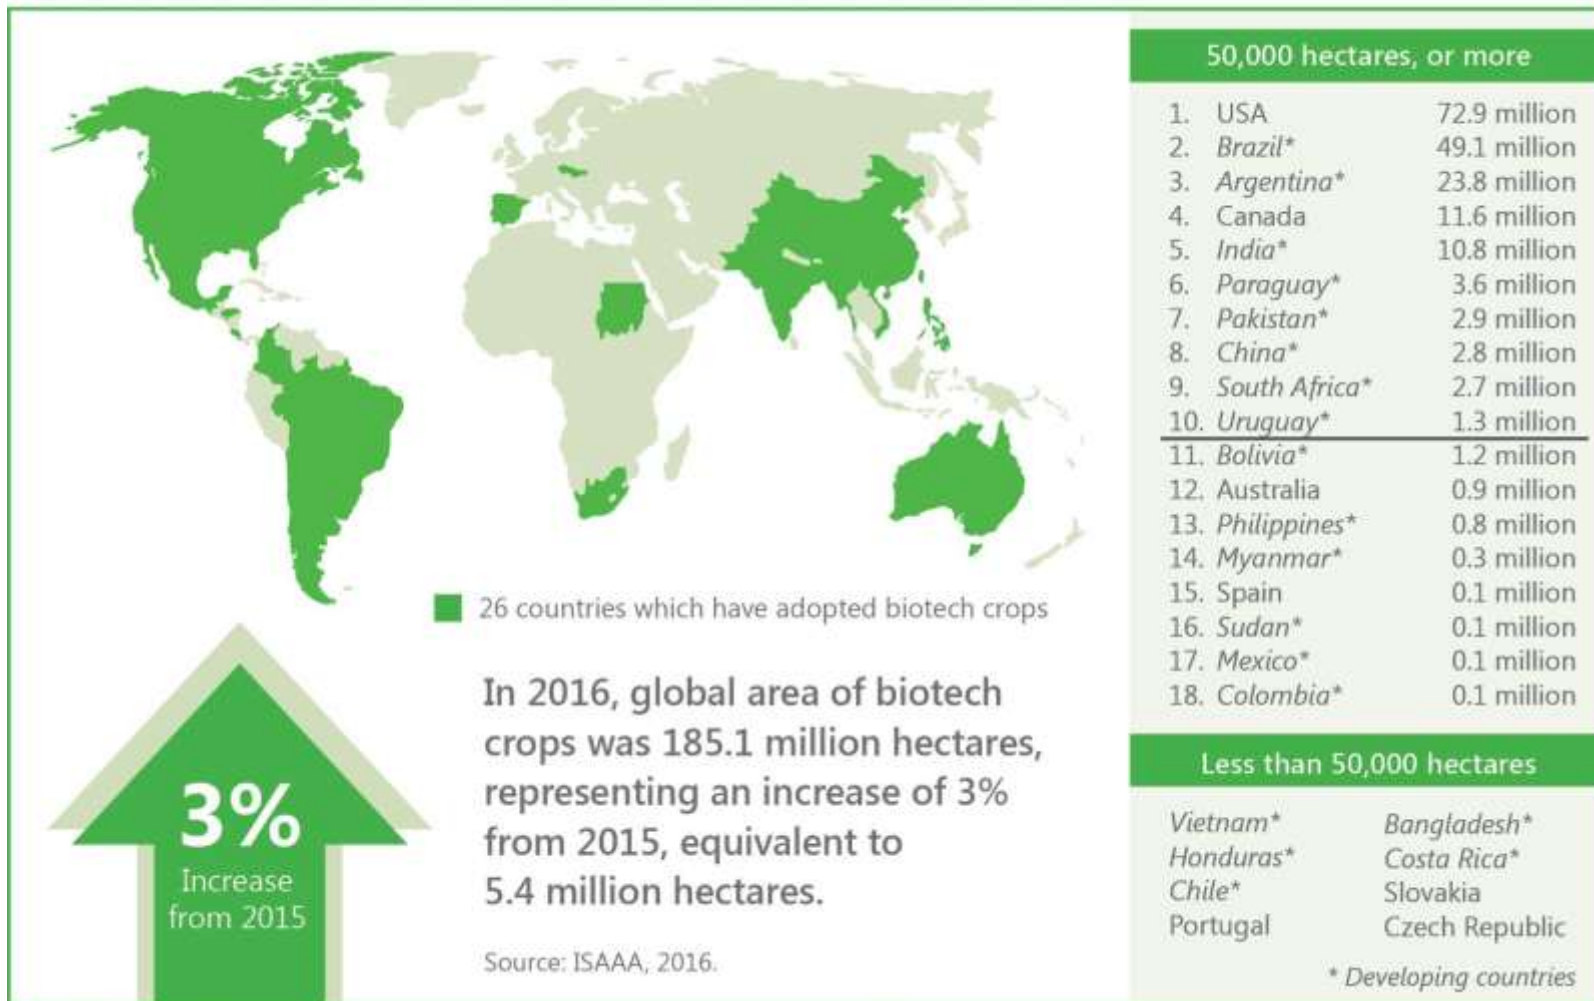 26 countries which have adopted biotech crops
3%
Increase
from 2015
In 2016, global area of biotech
crops was 185.1 million hectares,
representing an increase of 3%
from 2015, equivalent to
5.4 million hectares.
Source: ISAAA, 2016.
50,000 hectares, or more
1. USA 72.9 million
2. Brazil* 49.1 million
3. Argentina* 23.8 million
4. Canada 11.6 million
5. India* 10.8 million
6. Paraguay* 3.6 million
7. Pakistan* 2.9 million
8. China* 2.8 million
9. South Africa* 2.7 million
10. Uruguay* 1.3 million
11. Bolivia* 1.2 million
12. Australia 0.9 million
13. Philippines* 0.8 million
14. Myanmar* 0.3 million
15. Spain 0.1 million
16. Sudan* 0.1 million
17. Mexico* 0.1 million
18. Colombia* 0.1 million
Less than 50,000 hectares
Vietnam* Bangladesh*
Honduras* Costa Rica*
Chile* Slovakia
Portugal Czech Republic
* Developing countries